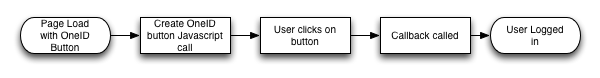 Page Load
with OneID
Button
Create OneID
button Javascript
call
User clicks on
button
Callback called
User Logged
in